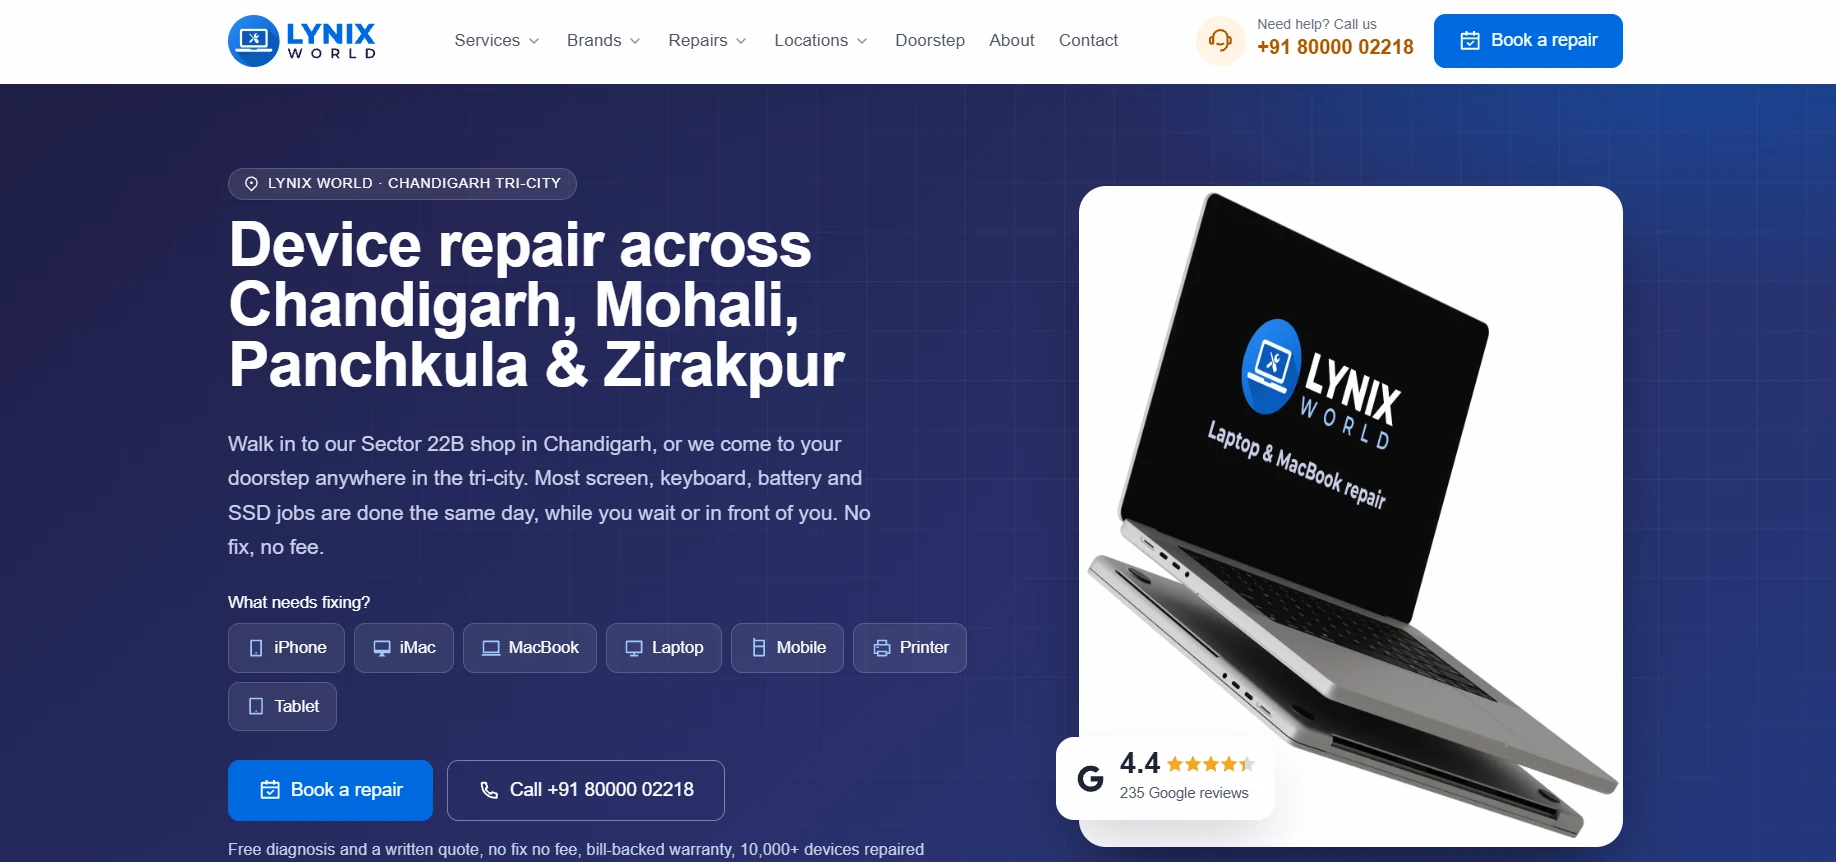 LYNIX
WORLD
Services
Brands
Repairs
Locations
Doorstep
About
Contact
Need help? Call us
+91 80000 02218
Book a repair
LYNIX WORLD · CHANDIGARH TRI-CITY
Device repair across
Chandigarh, Mohali,
Panchkula & Zirakpur
Walk in to our Sector 22B shop in Chandigarh, or we come to your
doorstep anywhere in the tri-city. Most screen, keyboard, battery and
SSD jobs are done the same day, while you wait or in front of you. No
fix, no fee.
What needs fixing?
iPhone
iMac
MacBook
Laptop
Mobile
Printer
Tablet
Book a repair
Call +91 80000 02218
Free diagnosis and a written quote, no fix no fee, bill-backed warranty, 10,000+ devices repaired
LYNIX
WORLD
Laptop & MacBook repair
G
4.4
235 Google reviews